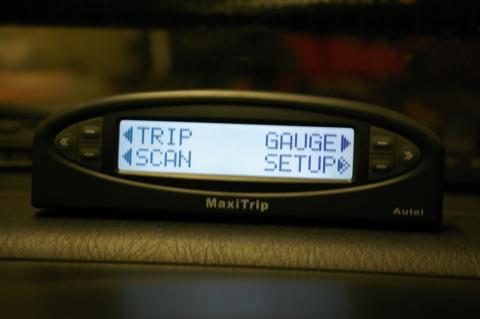 TRIP GAUGE
SCAN SETUP
MaxiTrip
Autel